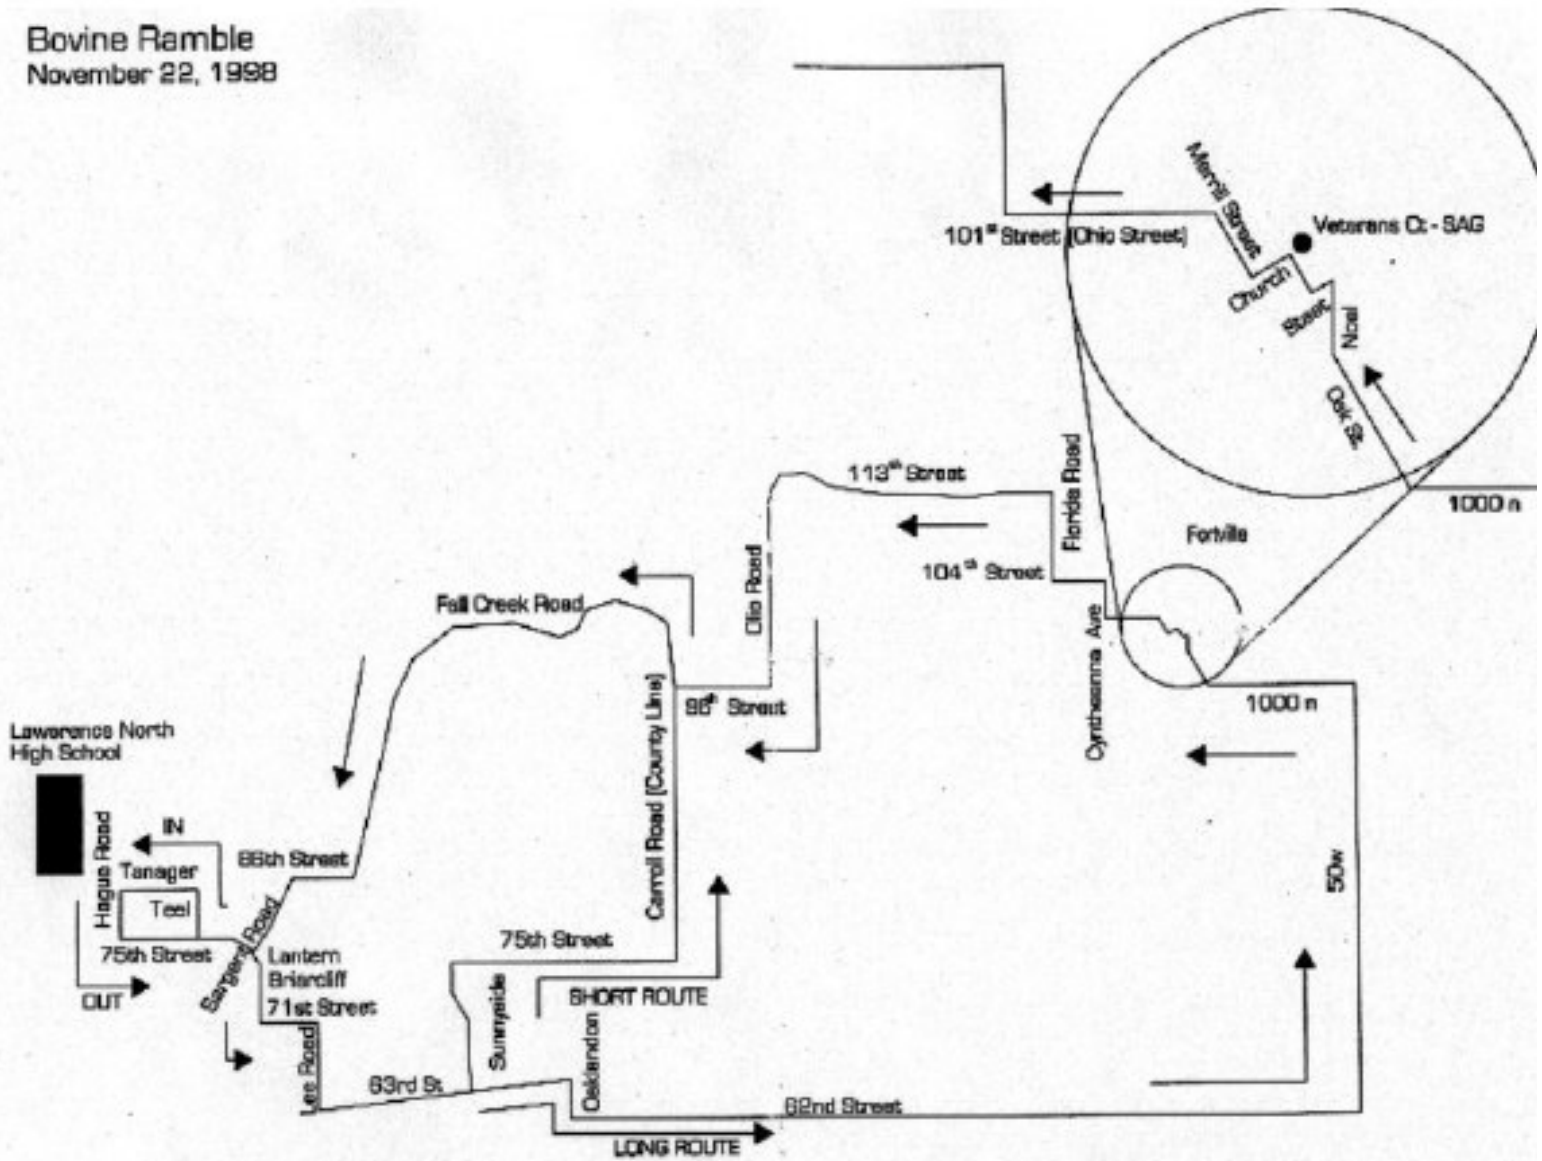 Bovine Ramble
November 22, 1998
Merrill Street
Veterans Ct - SAG
101st Street (Ohio Street)
Church
Street
Noel
Oak St.
1000 n
113th Street
Florida Road
Fortville
104th Street
Olio Road
Fall Creek Road
Cyntheanna Ave
96th Street
1000 n
Carroll Road (County Line)
Lawerence North
High School
IN
86th Street
Hague Road
Tanager
Teel
50w
75th Street
Sargent Road
Lantern
Briarcliff
75th Street
OUT
71st Street
Sunnyside
SHORT ROUTE
Lee Road
63rd St
Oaklandon
62nd Street
LONG ROUTE